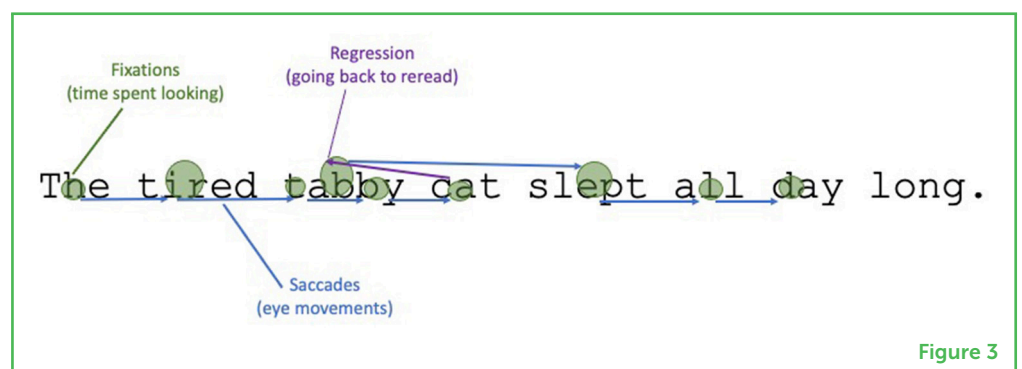 Regression
(going back to reread)
Fixations
(time spent looking)
The tired tabby cat slept all day long.
Saccades
(eye movements)
Figure 3